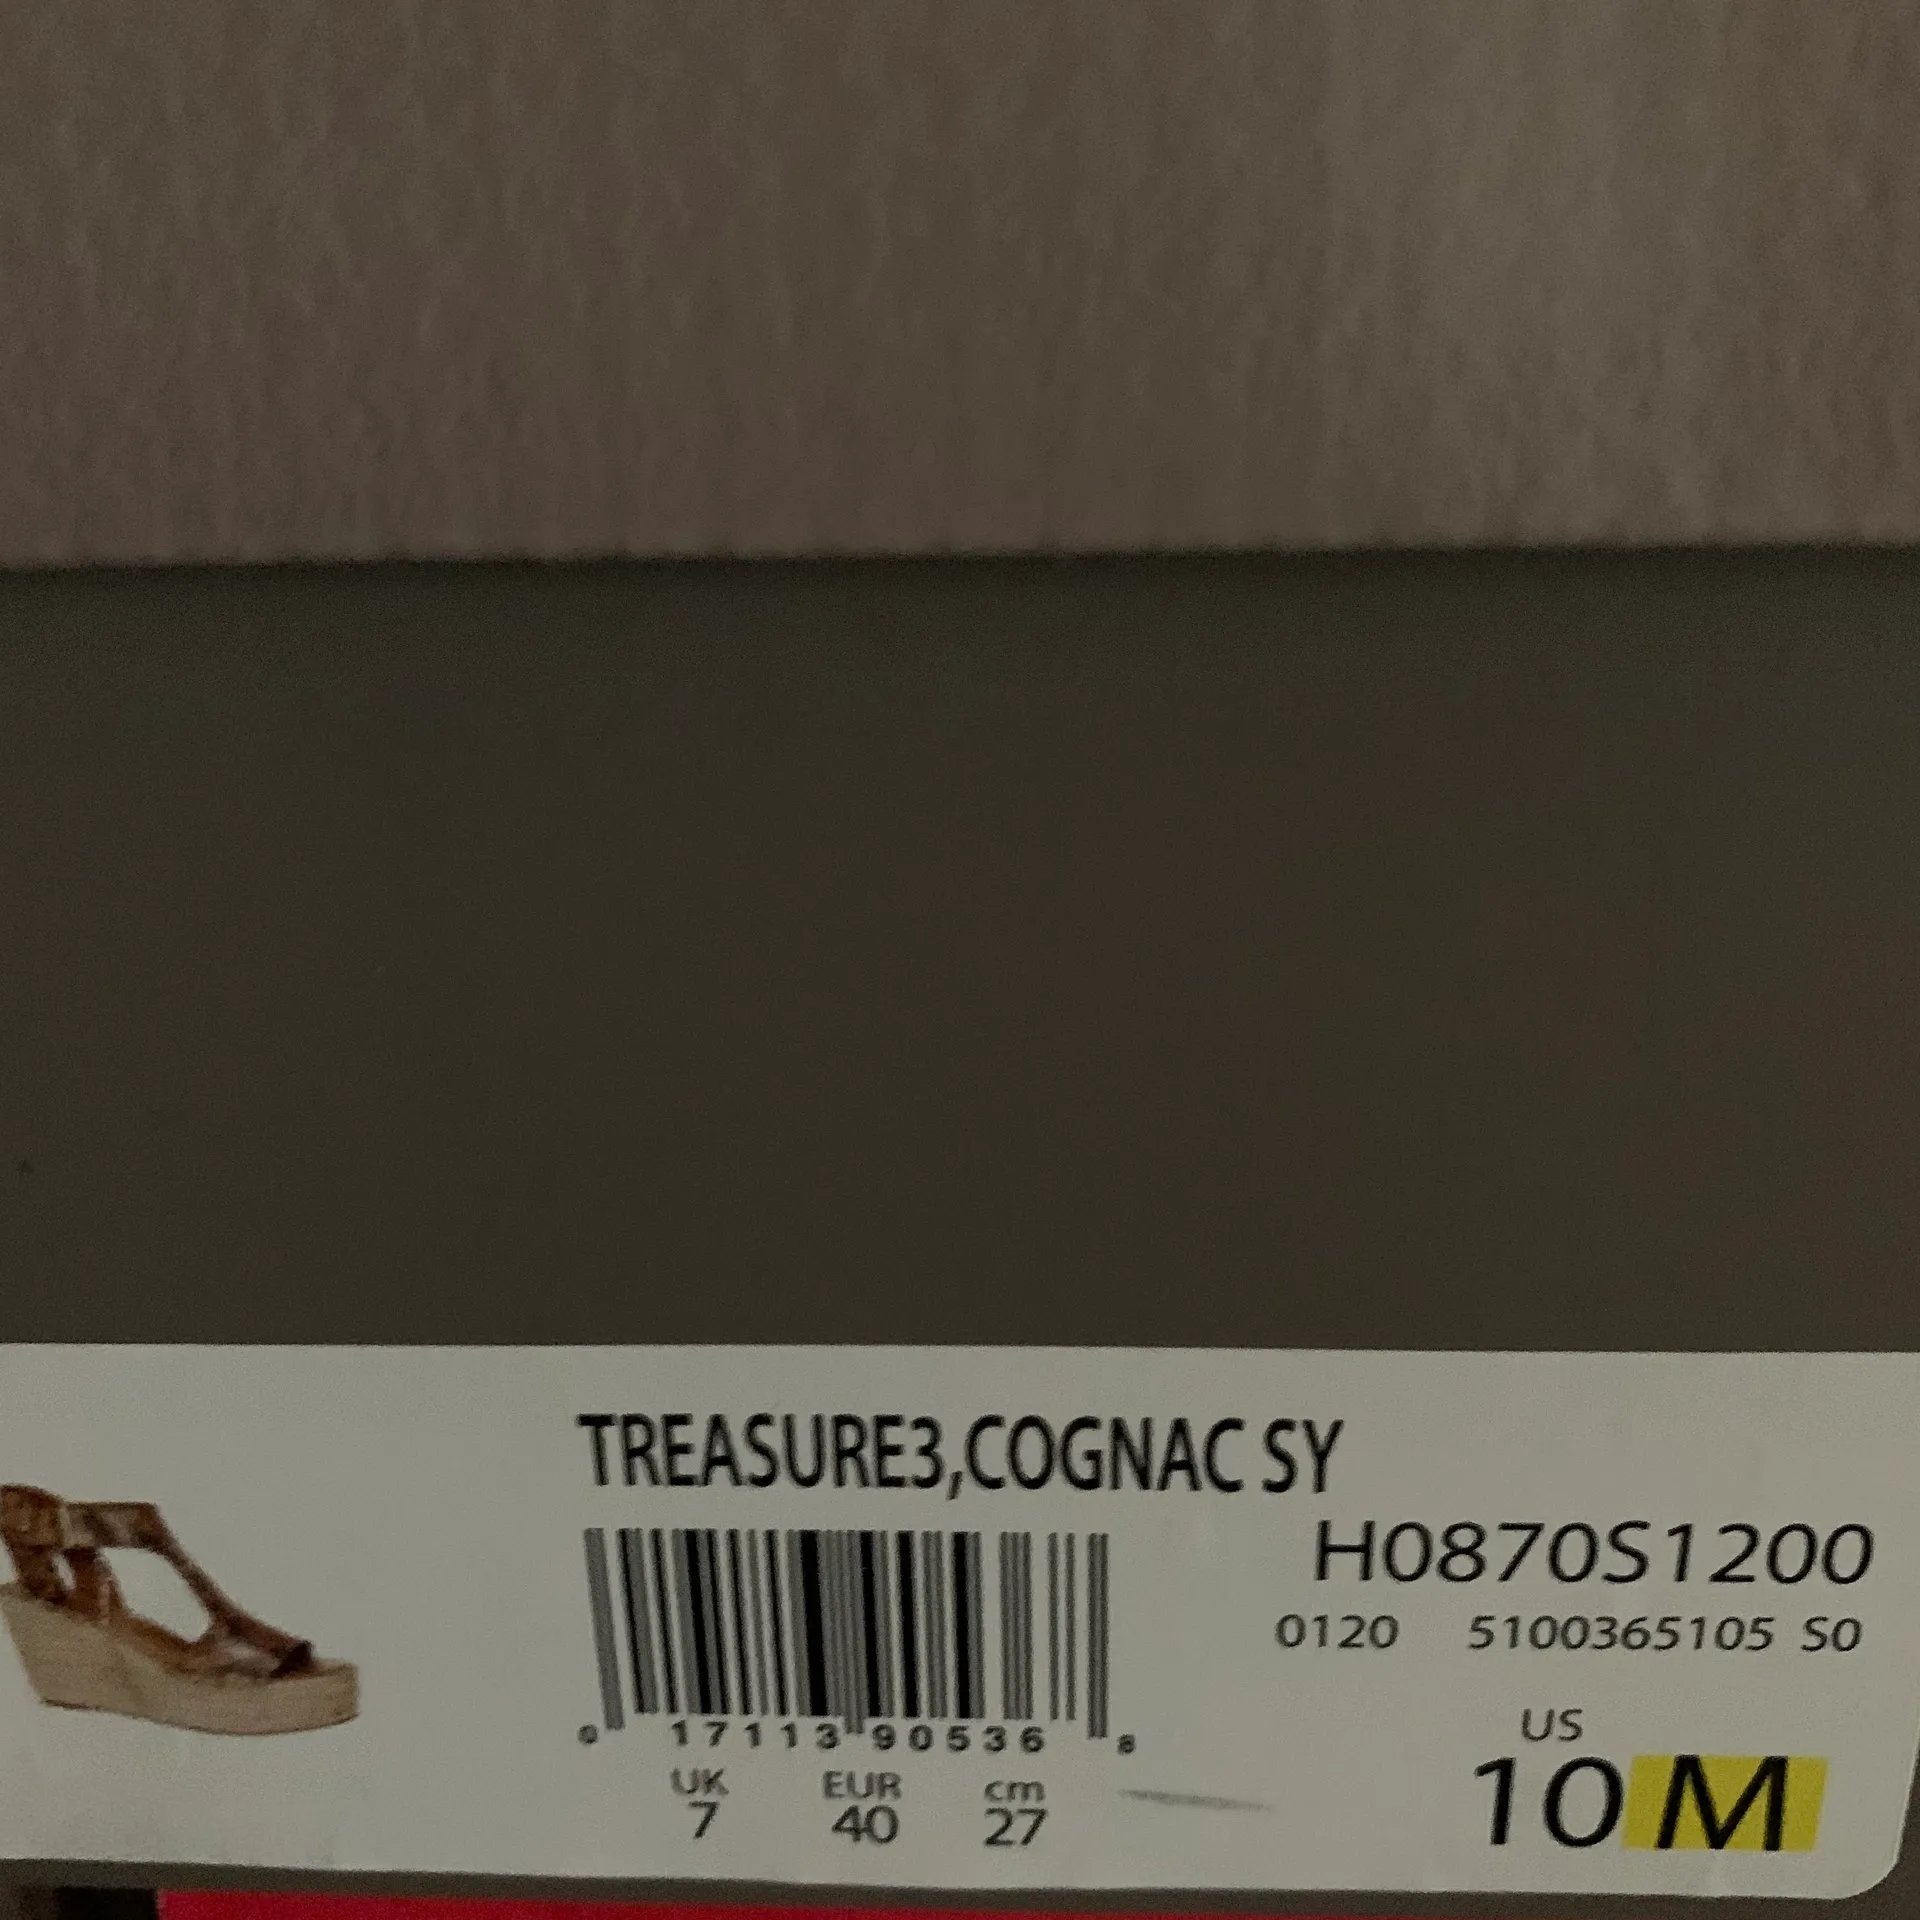 TREASURE3,COGNAC SY
H0870S1200
0120 5100365105 S0
0 17113 90536 8
UK EUR cm
7 40 27
US
10 M